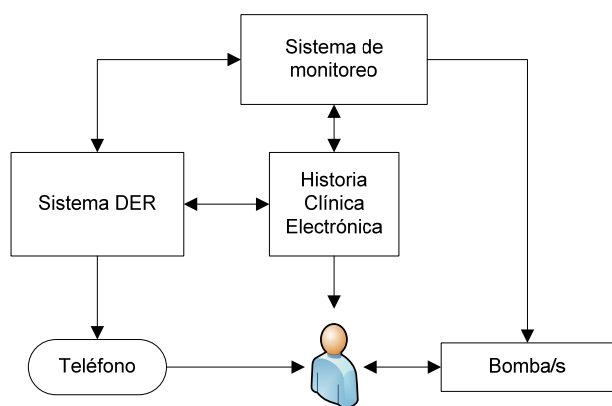 Sistema de
monitoreo
Sistema DER
Historia
Clínica
Electrónica
Teléfono
Bomba/s